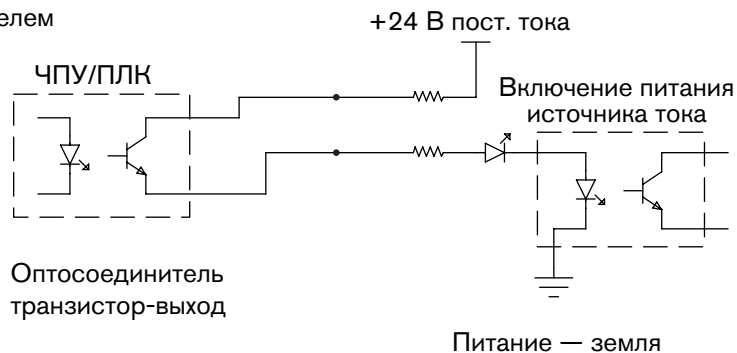 елем
+24 В пост. тока
ЧПУ/ПЛК
Включение питания
источника тока
Оптосоединитель
транзистор-выход
Питание — земля